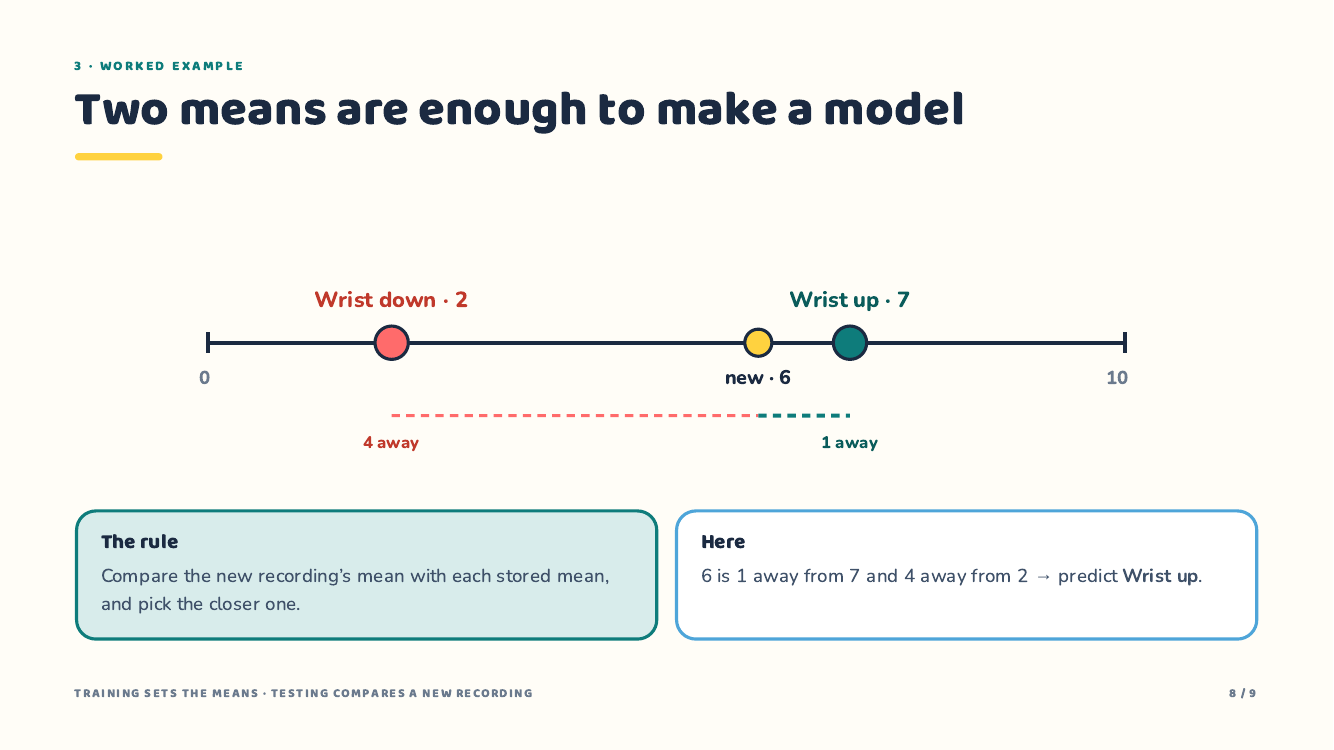 3 · WORKED EXAMPLE
Two means are enough to make a model
Wrist down · 2
Wrist up · 7
0
new · 6
10
4 away
1 away
The rule
Compare the new recording’s mean with each stored mean,
and pick the closer one.
Here
6 is 1 away from 7 and 4 away from 2 → predict Wrist up.
TRAINING SETS THE MEANS · TESTING COMPARES A NEW RECORDING
8 / 9